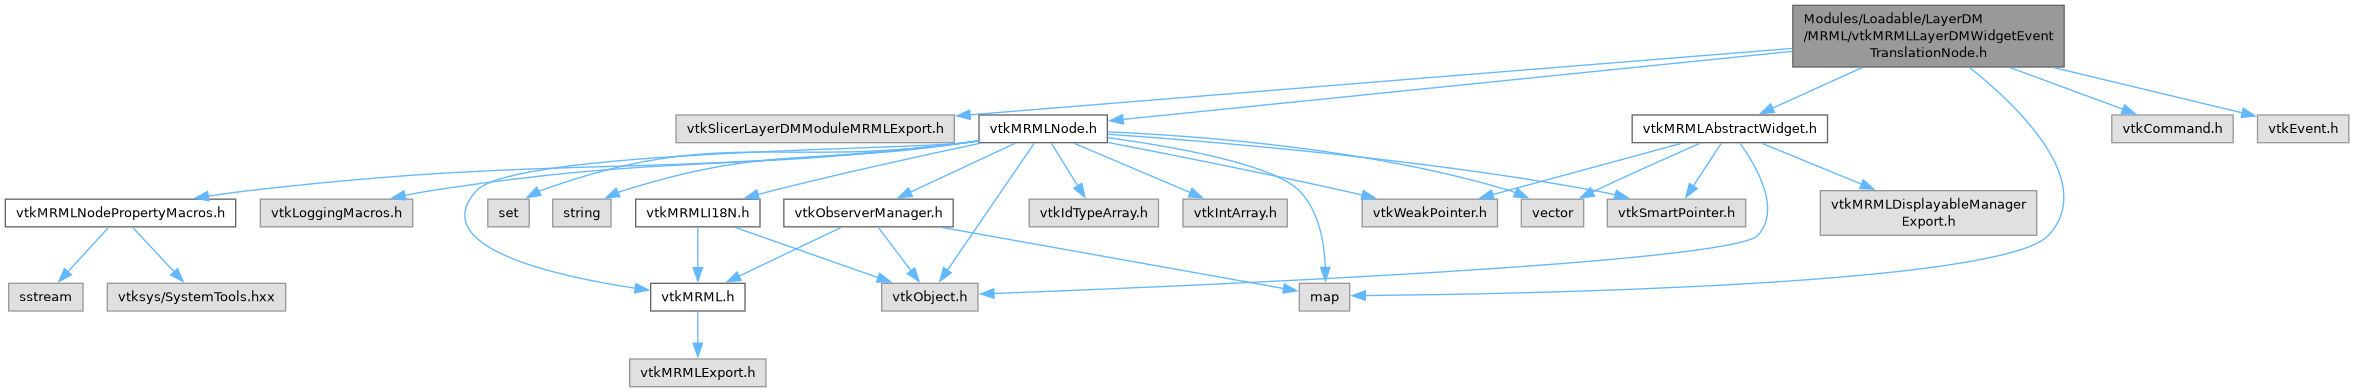 Modules/Loadable/LayerDM
/MRML/vtkMRMLLayerDMWidgetEvent
TranslationNode.h
vtkSlicerLayerDMModuleMRMLExport.h
vtkMRMLNode.h
vtkMRMLAbstractWidget.h
vtkCommand.h
vtkEvent.h
vtkMRMLNodePropertyMacros.h
vtkLoggingMacros.h
set
string
vtkMRMLI18N.h
vtkObserverManager.h
vtkIdTypeArray.h
vtkIntArray.h
vtkWeakPointer.h
vector
vtkSmartPointer.h
vtkMRMLDisplayableManager
Export.h
sstream
vtksys/SystemTools.hxx
vtkMRML.h
vtkObject.h
map
vtkMRMLExport.h